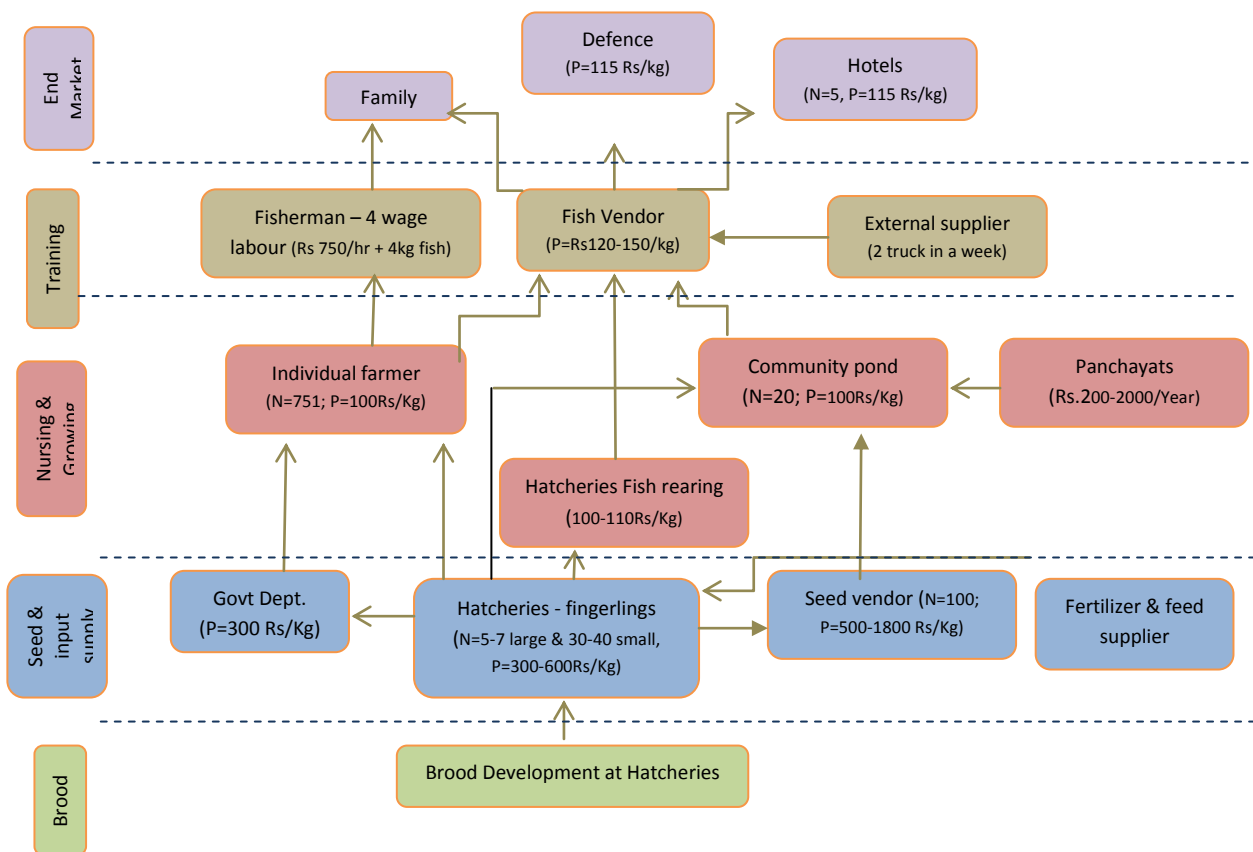 End
Market
Defence
(P=115 Rs/kg)
Hotels
(N=5, P=115 Rs/kg)
Family
Training
Fisherman – 4 wage
labour (Rs 750/hr + 4kg fish)
Fish Vendor
(P=Rs120-150/kg)
External supplier
(2 truck in a week)
Nursing &
Growing
Individual farmer
(N=751; P=100Rs/Kg)
Community pond
(N=20; P=100Rs/Kg)
Panchayats
(Rs.200-2000/Year)
Hatcheries Fish rearing
(100-110Rs/Kg)
Seed &
input
supply
Govt Dept.
(P=300 Rs/Kg)
Hatcheries - fingerlings
(N=5-7 large & 30-40 small,
P=300-600Rs/Kg)
Seed vendor (N=100;
P=500-1800 Rs/Kg)
Fertilizer & feed
supplier
Brood
Brood Development at Hatcheries